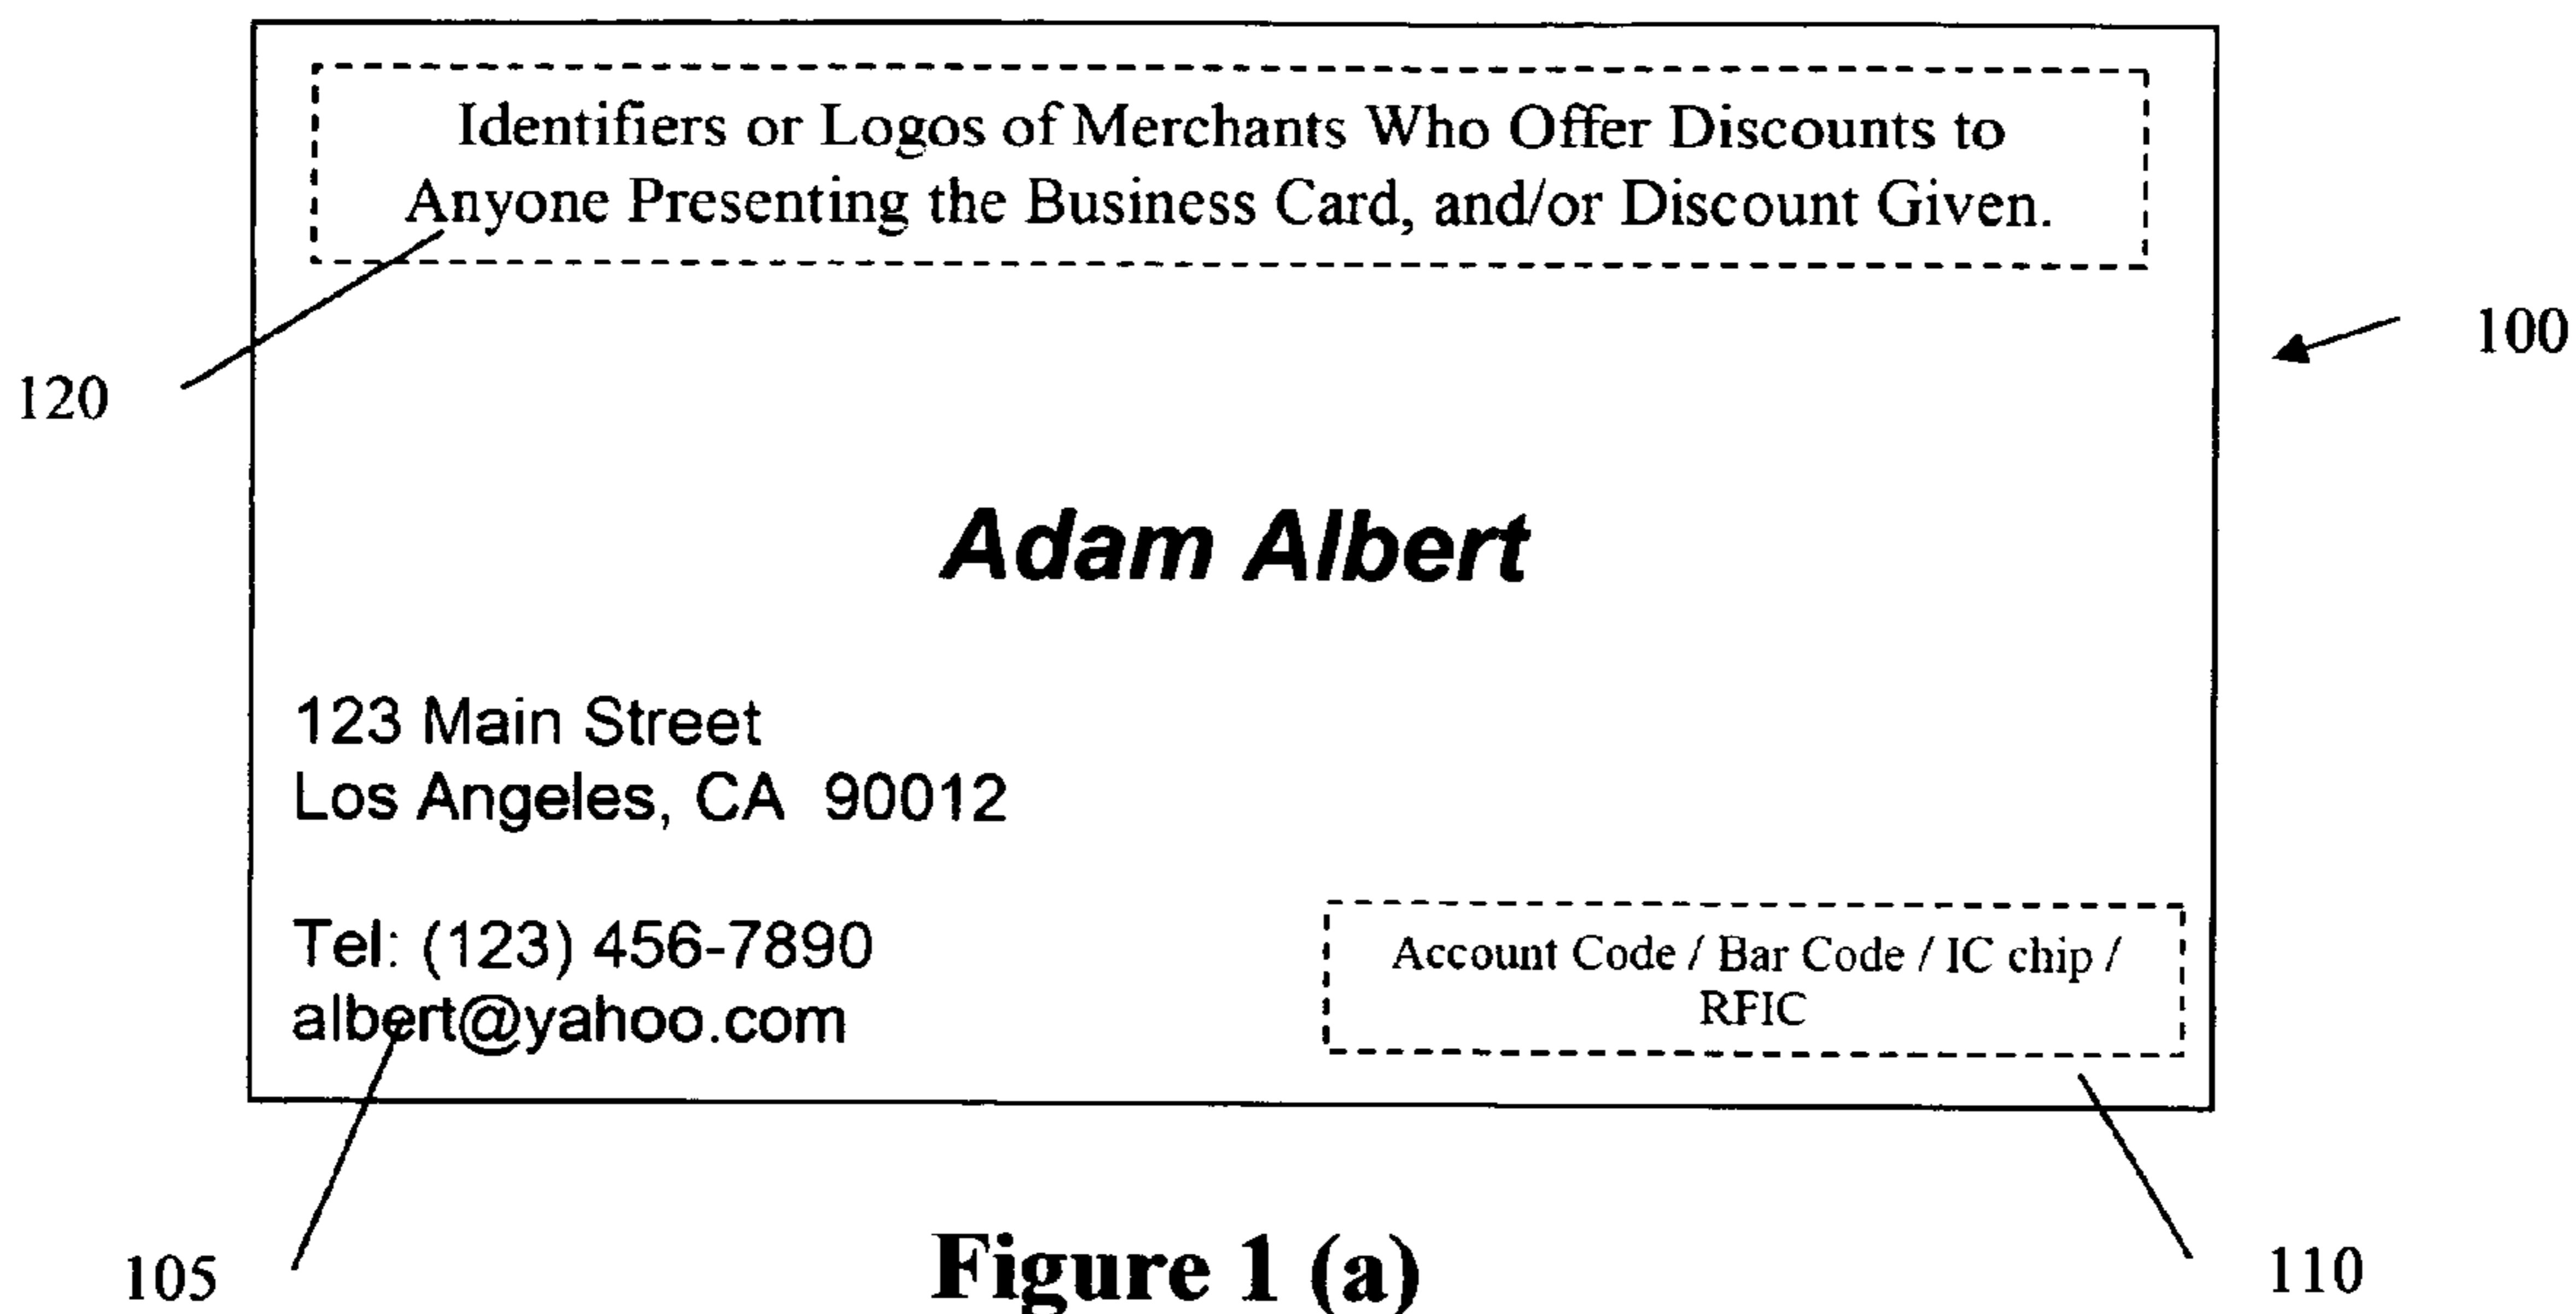 Identifiers or Logos of Merchants Who Offer Discounts to
Anyone Presenting the Business Card, and/or Discount Given.
100
120
Adam Albert
123 Main Street
Los Angeles, CA 90012
Tel: (123) 456-7890
albert@yahoo.com
Account Code / Bar Code / IC chip /
RFIC
105
110
Figure 1 (a)